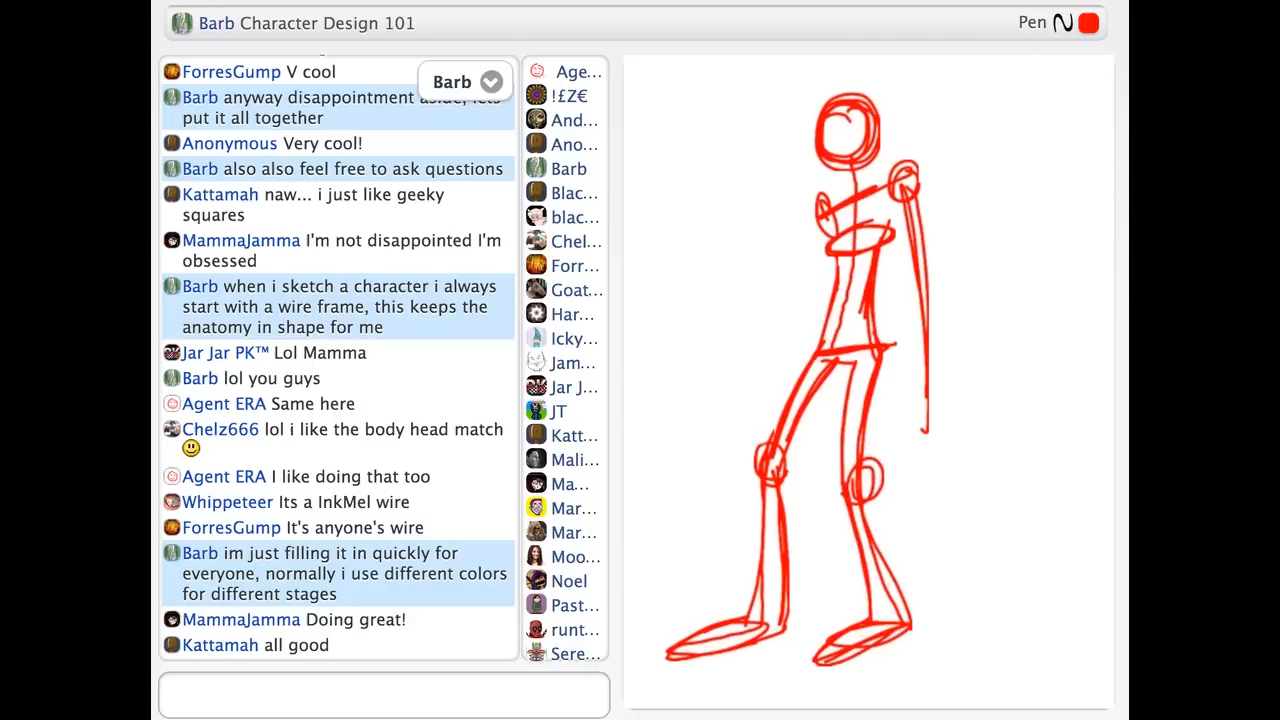 Barb Character Design 101
Pen
ForresGump V cool
Barb
Barb anyway disappointment aside, lets
put it all together
Anonymous Very cool!
Barb also also feel free to ask questions
Kattamah naw... i just like geeky
squares
MammaJamma I'm not disappointed I'm
obsessed
Barb when i sketch a character i always
start with a wire frame, this keeps the
anatomy in shape for me
Jar Jar PK™ Lol Mamma
Barb lol you guys
Agent ERA Same here
Chelz666 lol i like the body head match
Agent ERA I like doing that too
Whippeteer Its a InkMel wire
ForresGump It's anyone's wire
Barb im just filling it in quickly for
everyone, normally i use different colors
for different stages
MammaJamma Doing great!
Kattamah all good
Age...
!£Z€
And...
Ano...
Barb
Blac...
blac...
Chel...
Forr...
Goat...
Har...
Icky...
Jam...
Jar J...
JT
Katt...
Mali...
Ma...
Mar...
Mar...
Moo...
Noel
Past...
runt...
Sere...